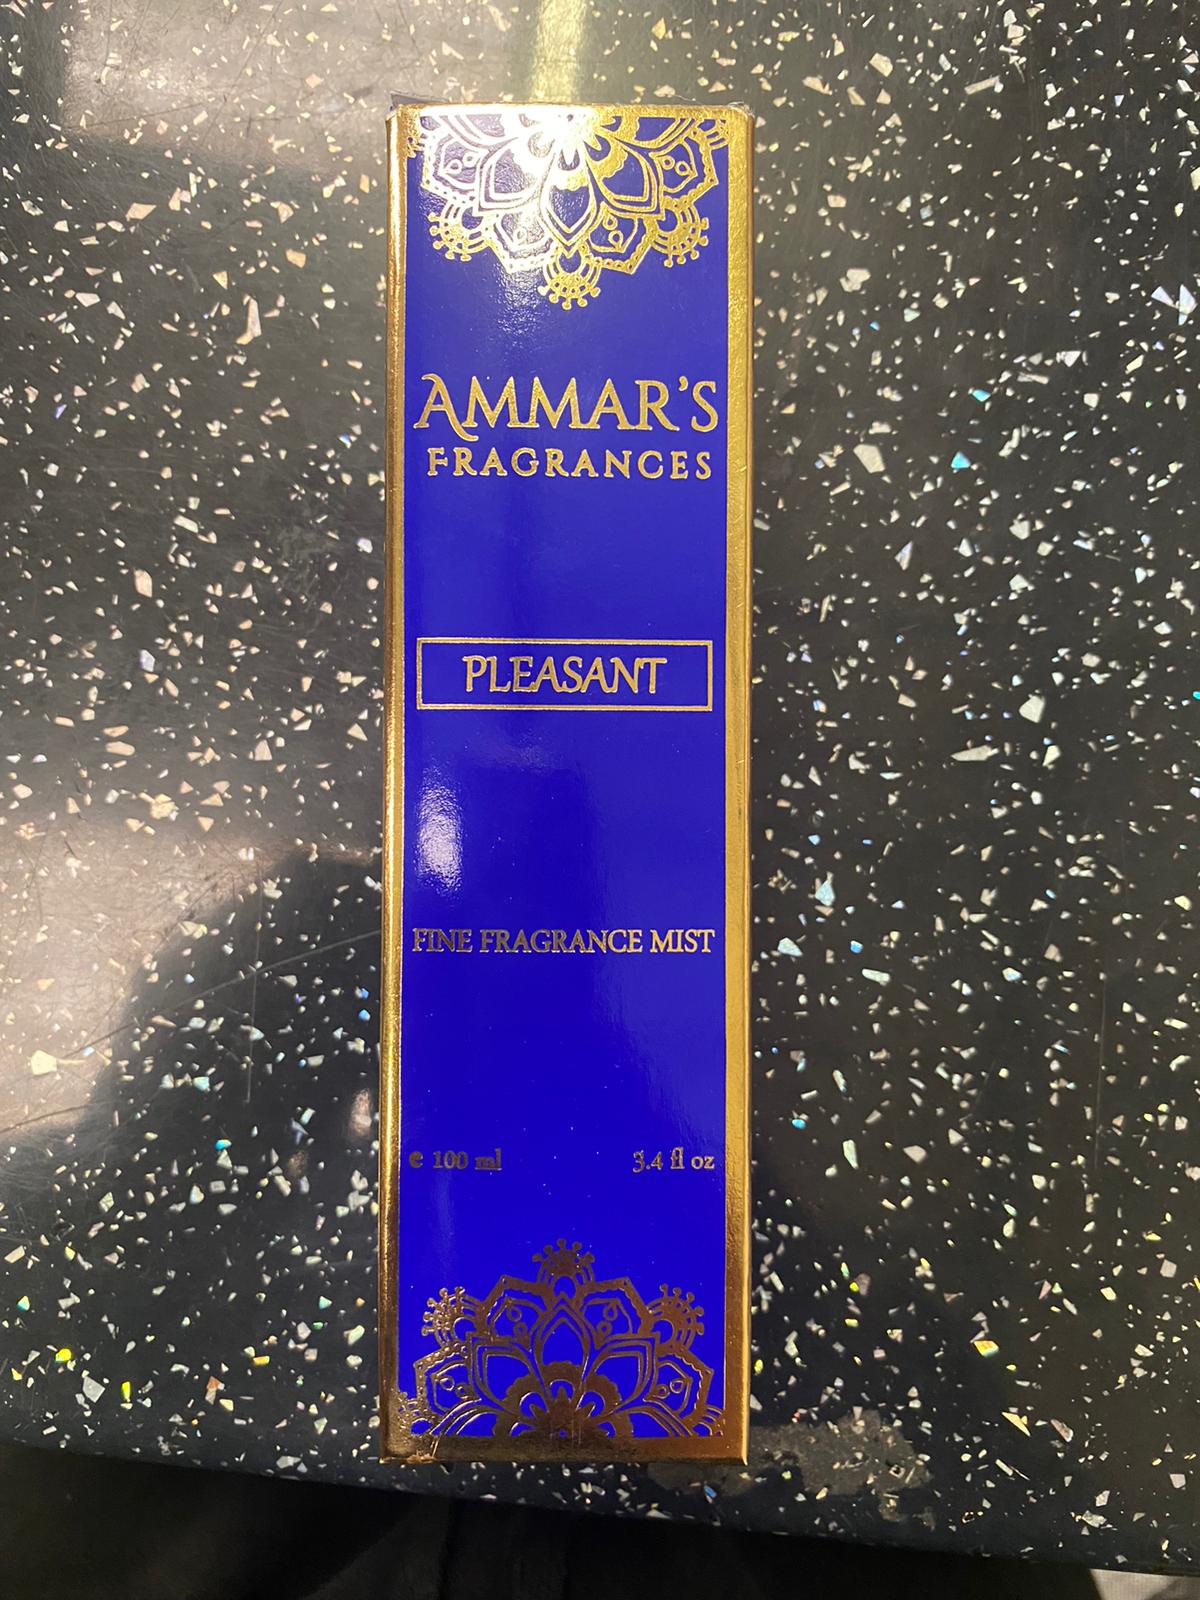 AMMAR'S
FRAGRANCES
PLEASANT
FINE FRAGRANCE MIST
e 100 ml 3.4 fl oz